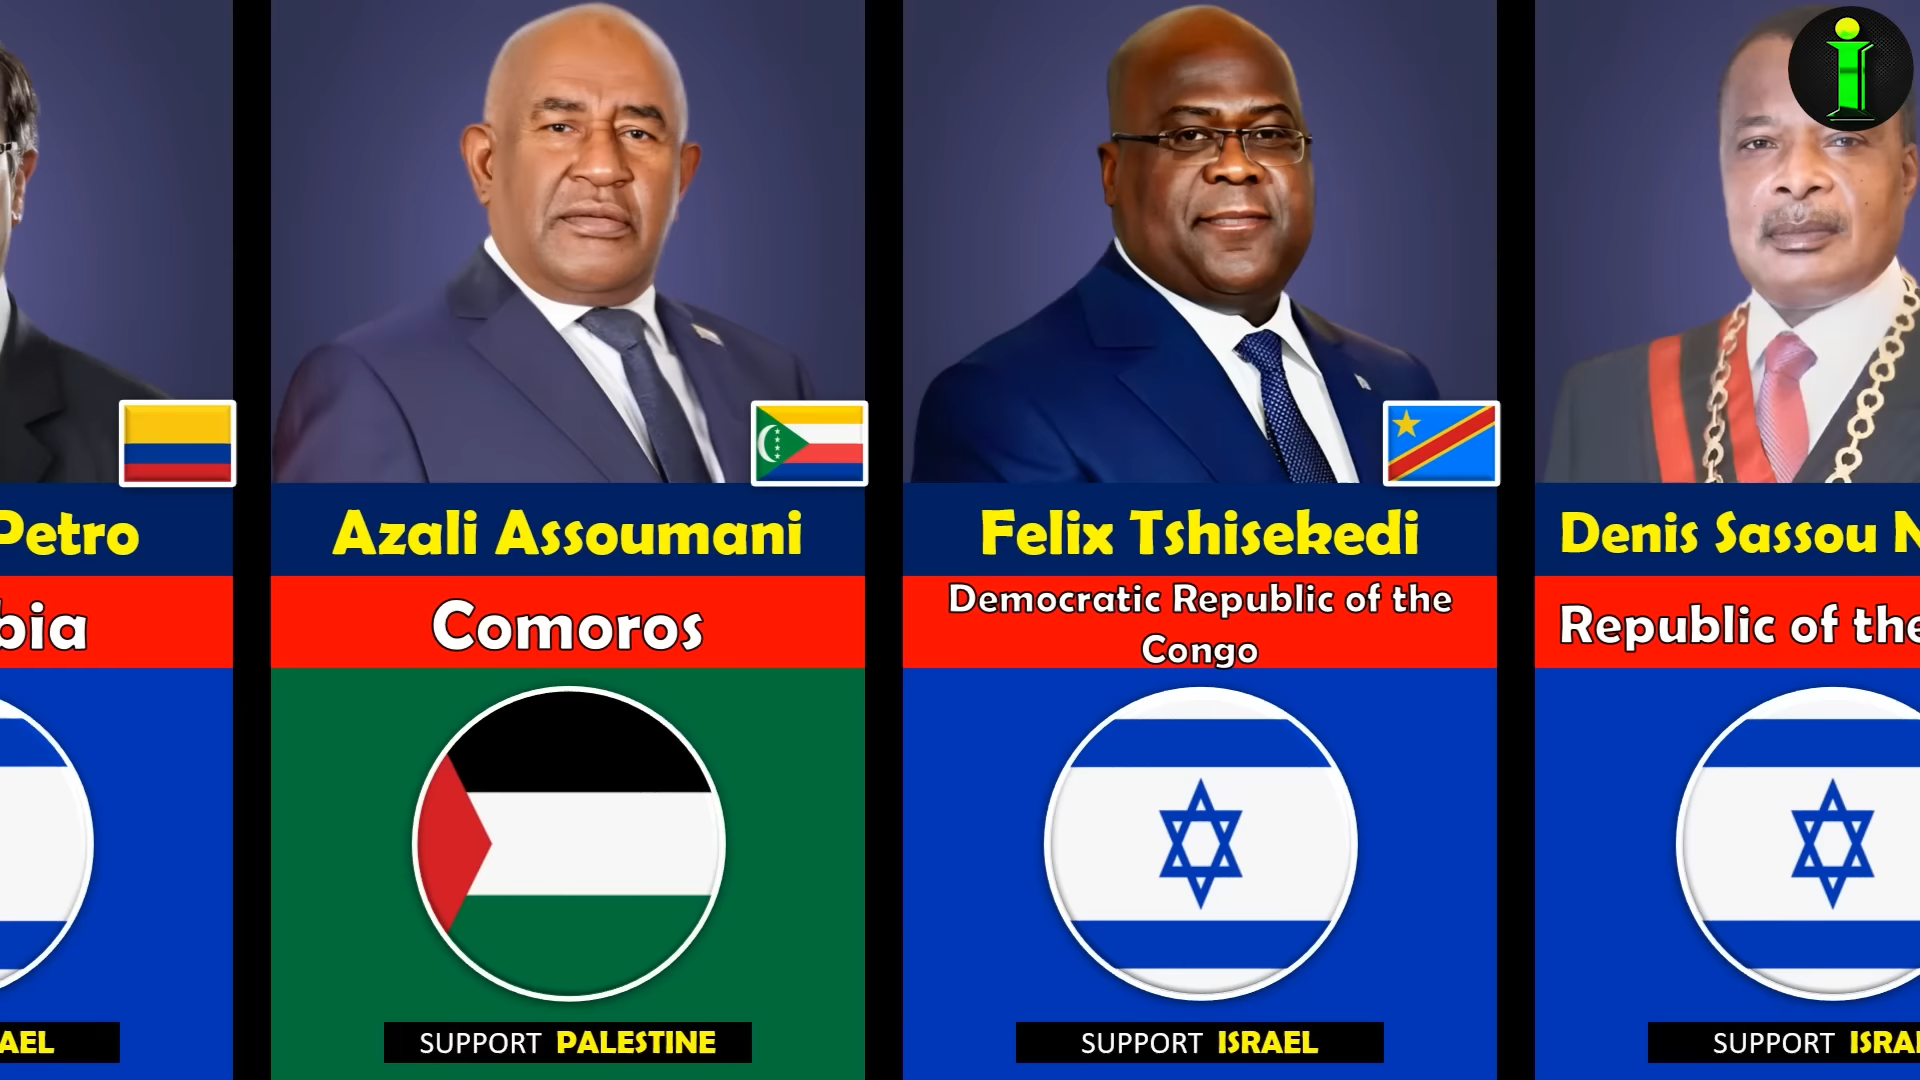 Petro
bia
AEL
Azali Assoumani
Comoros
SUPPORT PALESTINE
Felix Tshisekedi
Democratic Republic of the
Congo
SUPPORT ISRAEL
Denis Sassou N
Republic of the
SUPPORT ISRA